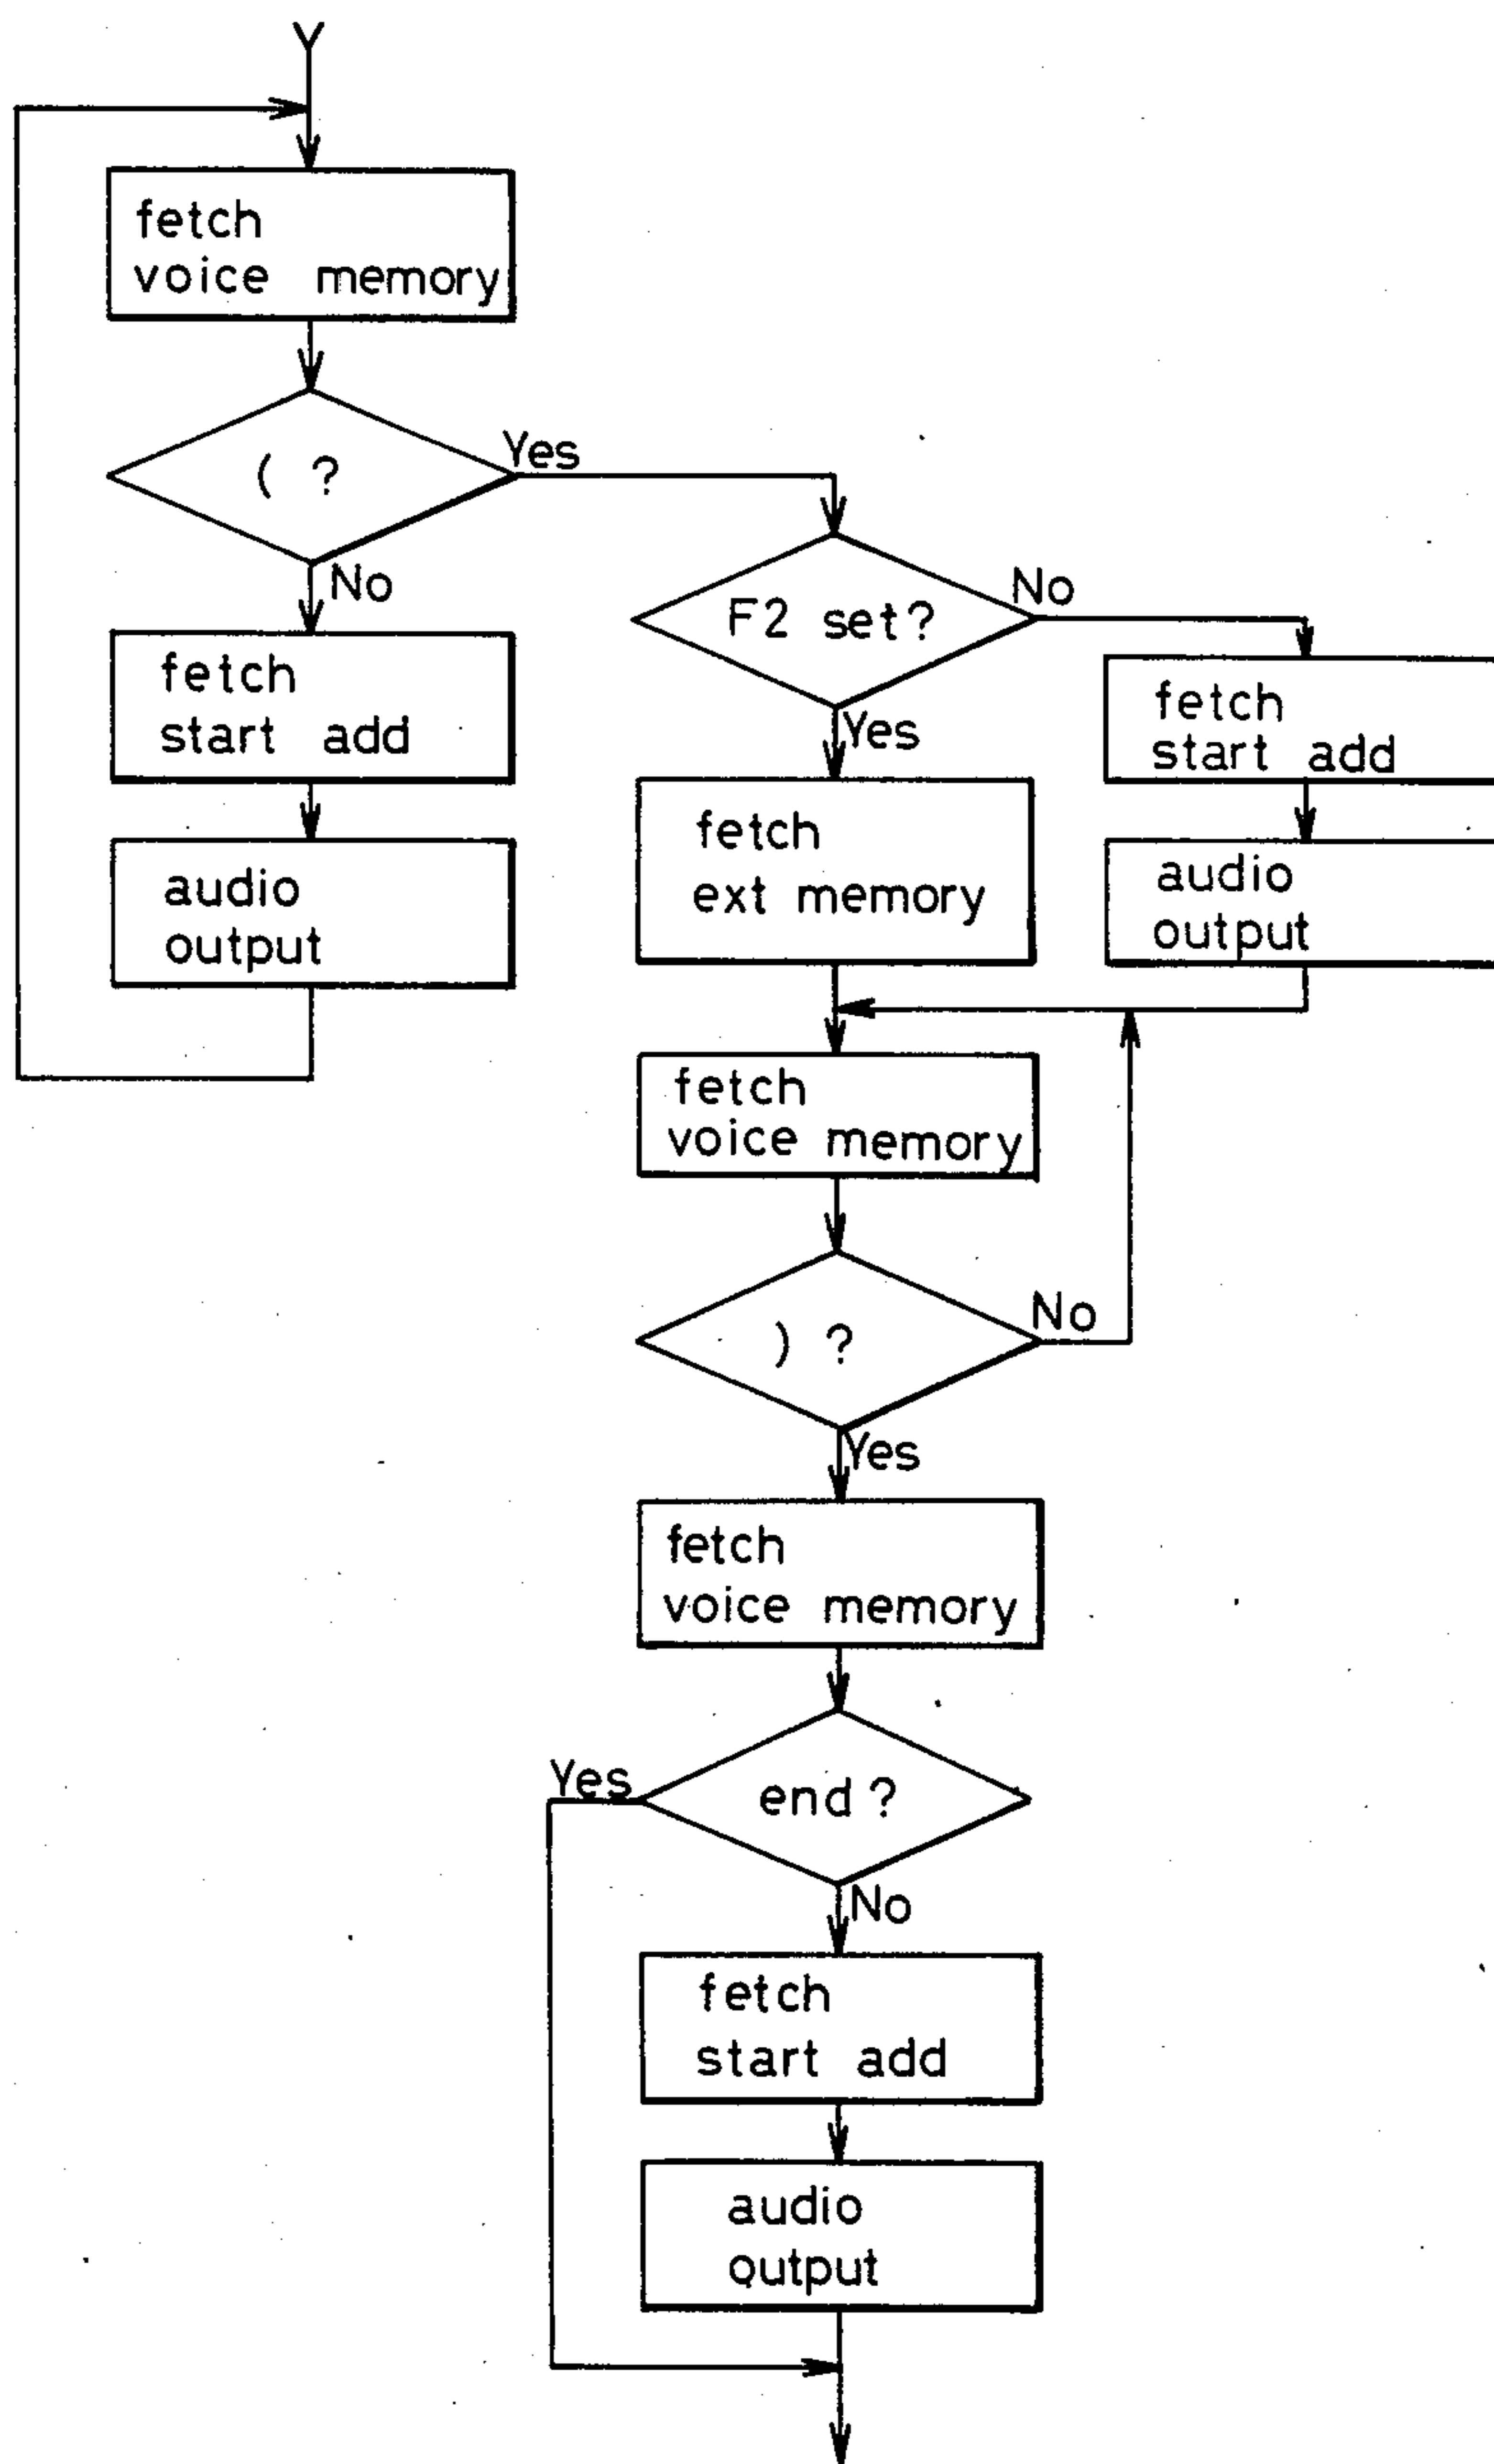 Y
fetch
voice memory
( ?
Yes
No
fetch
start add
audio
output
F2 set?
No
Yes
fetch
start add
audio
output
fetch
ext memory
fetch
voice memory
) ?
No
Yes
fetch
voice memory
end ?
Yes
No
fetch
start add
audio
output